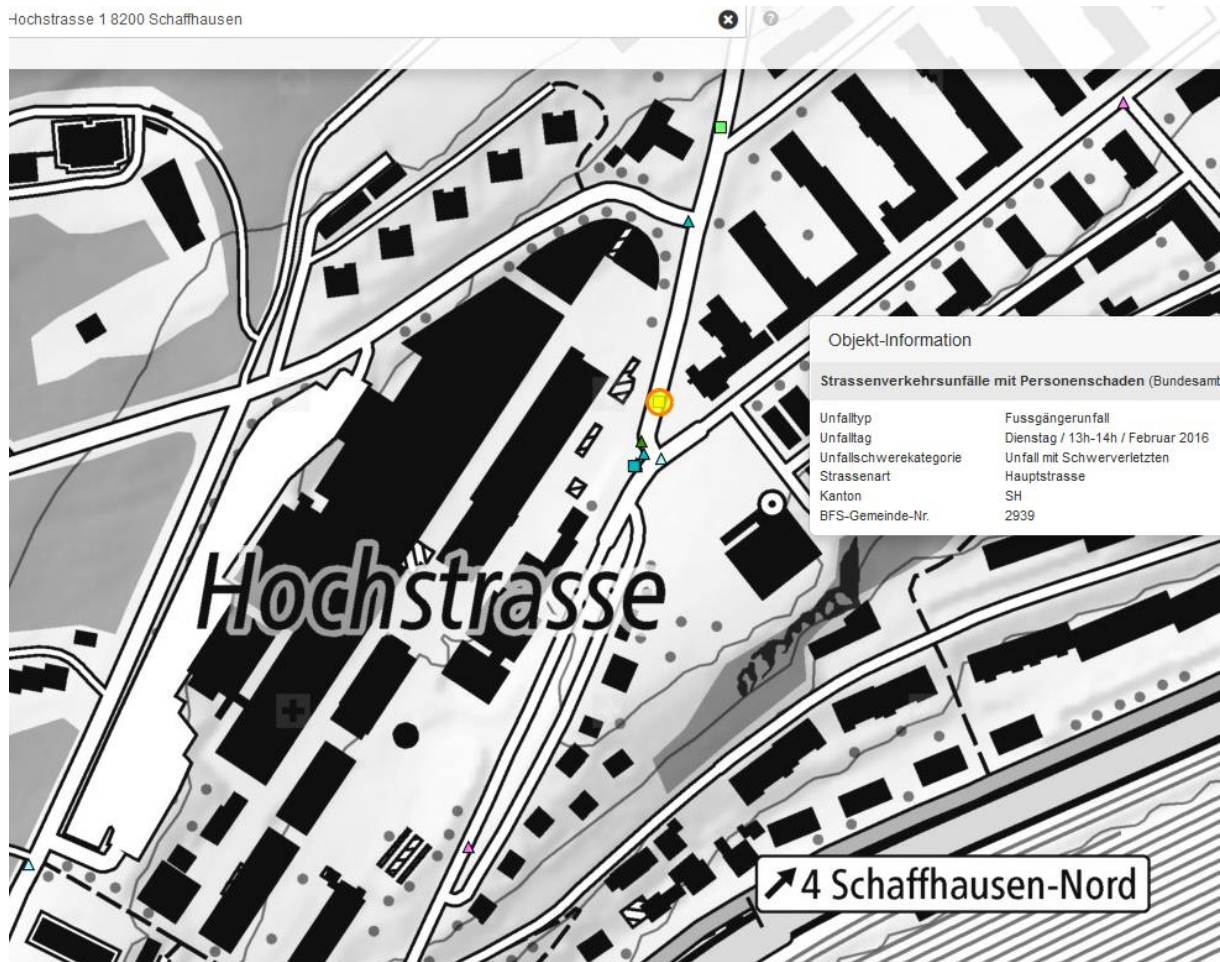 Hochstrasse 1 8200 Schaffhausen
Objekt-Information
Strassenverkehrsunfälle mit Personenschaden (Bundesamt
Unfalltyp Fussgängerunfall
Unfalltag Dienstag / 13h-14h / Februar 2016
Unfallschwerekategorie Unfall mit Schwerverletzten
Strassenart Hauptstrasse
Kanton SH
BFS-Gemeinde-Nr. 2939
Hochstrasse
4 Schaffhausen-Nord